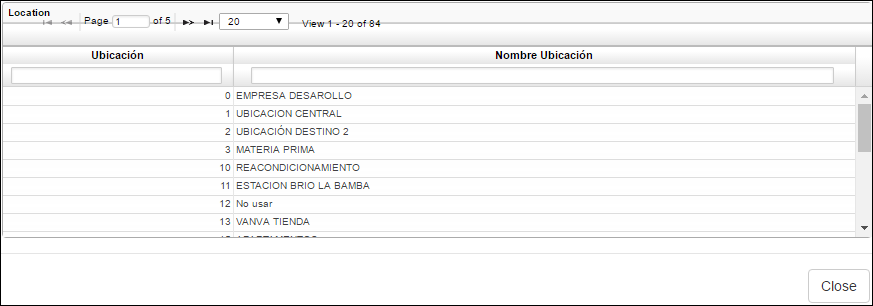 Location
Page 1 of 5 20 View 1 - 20 of 84
Ubicación Nombre Ubicación
0 EMPRESA DESAROLLO
1 UBICACION CENTRAL
2 UBICACIÓN DESTINO 2
3 MATERIA PRIMA
10 REACONDICIONAMIENTO
11 ESTACION BRIO LA BAMBA
12 No usar
13 VANVA TIENDA
Close